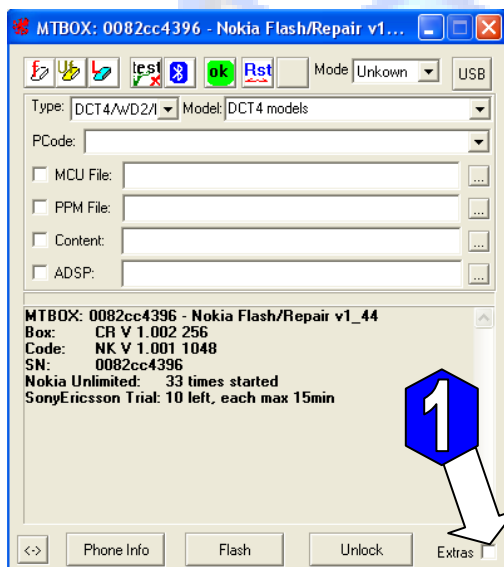 MTBOX: 0082cc4396 - Nokia Flash/Repair v1...
test ok Rst Mode Unkown USB
Type: DCT4/WD2/I Model: DCT4 models
PCode:
MCU File: ...
PPM File: ...
Content: ...
ADSP: ...
MTBOX: 0082cc4396 - Nokia Flash/Repair v1_44
Box: CR V 1.002 256
Code: NK V 1.001 1048
SN: 0082cc4396
Nokia Unlimited: 33 times started
SonyEricsson Trial: 10 left, each max 15min
1
<-> Phone Info Flash Unlock Extras